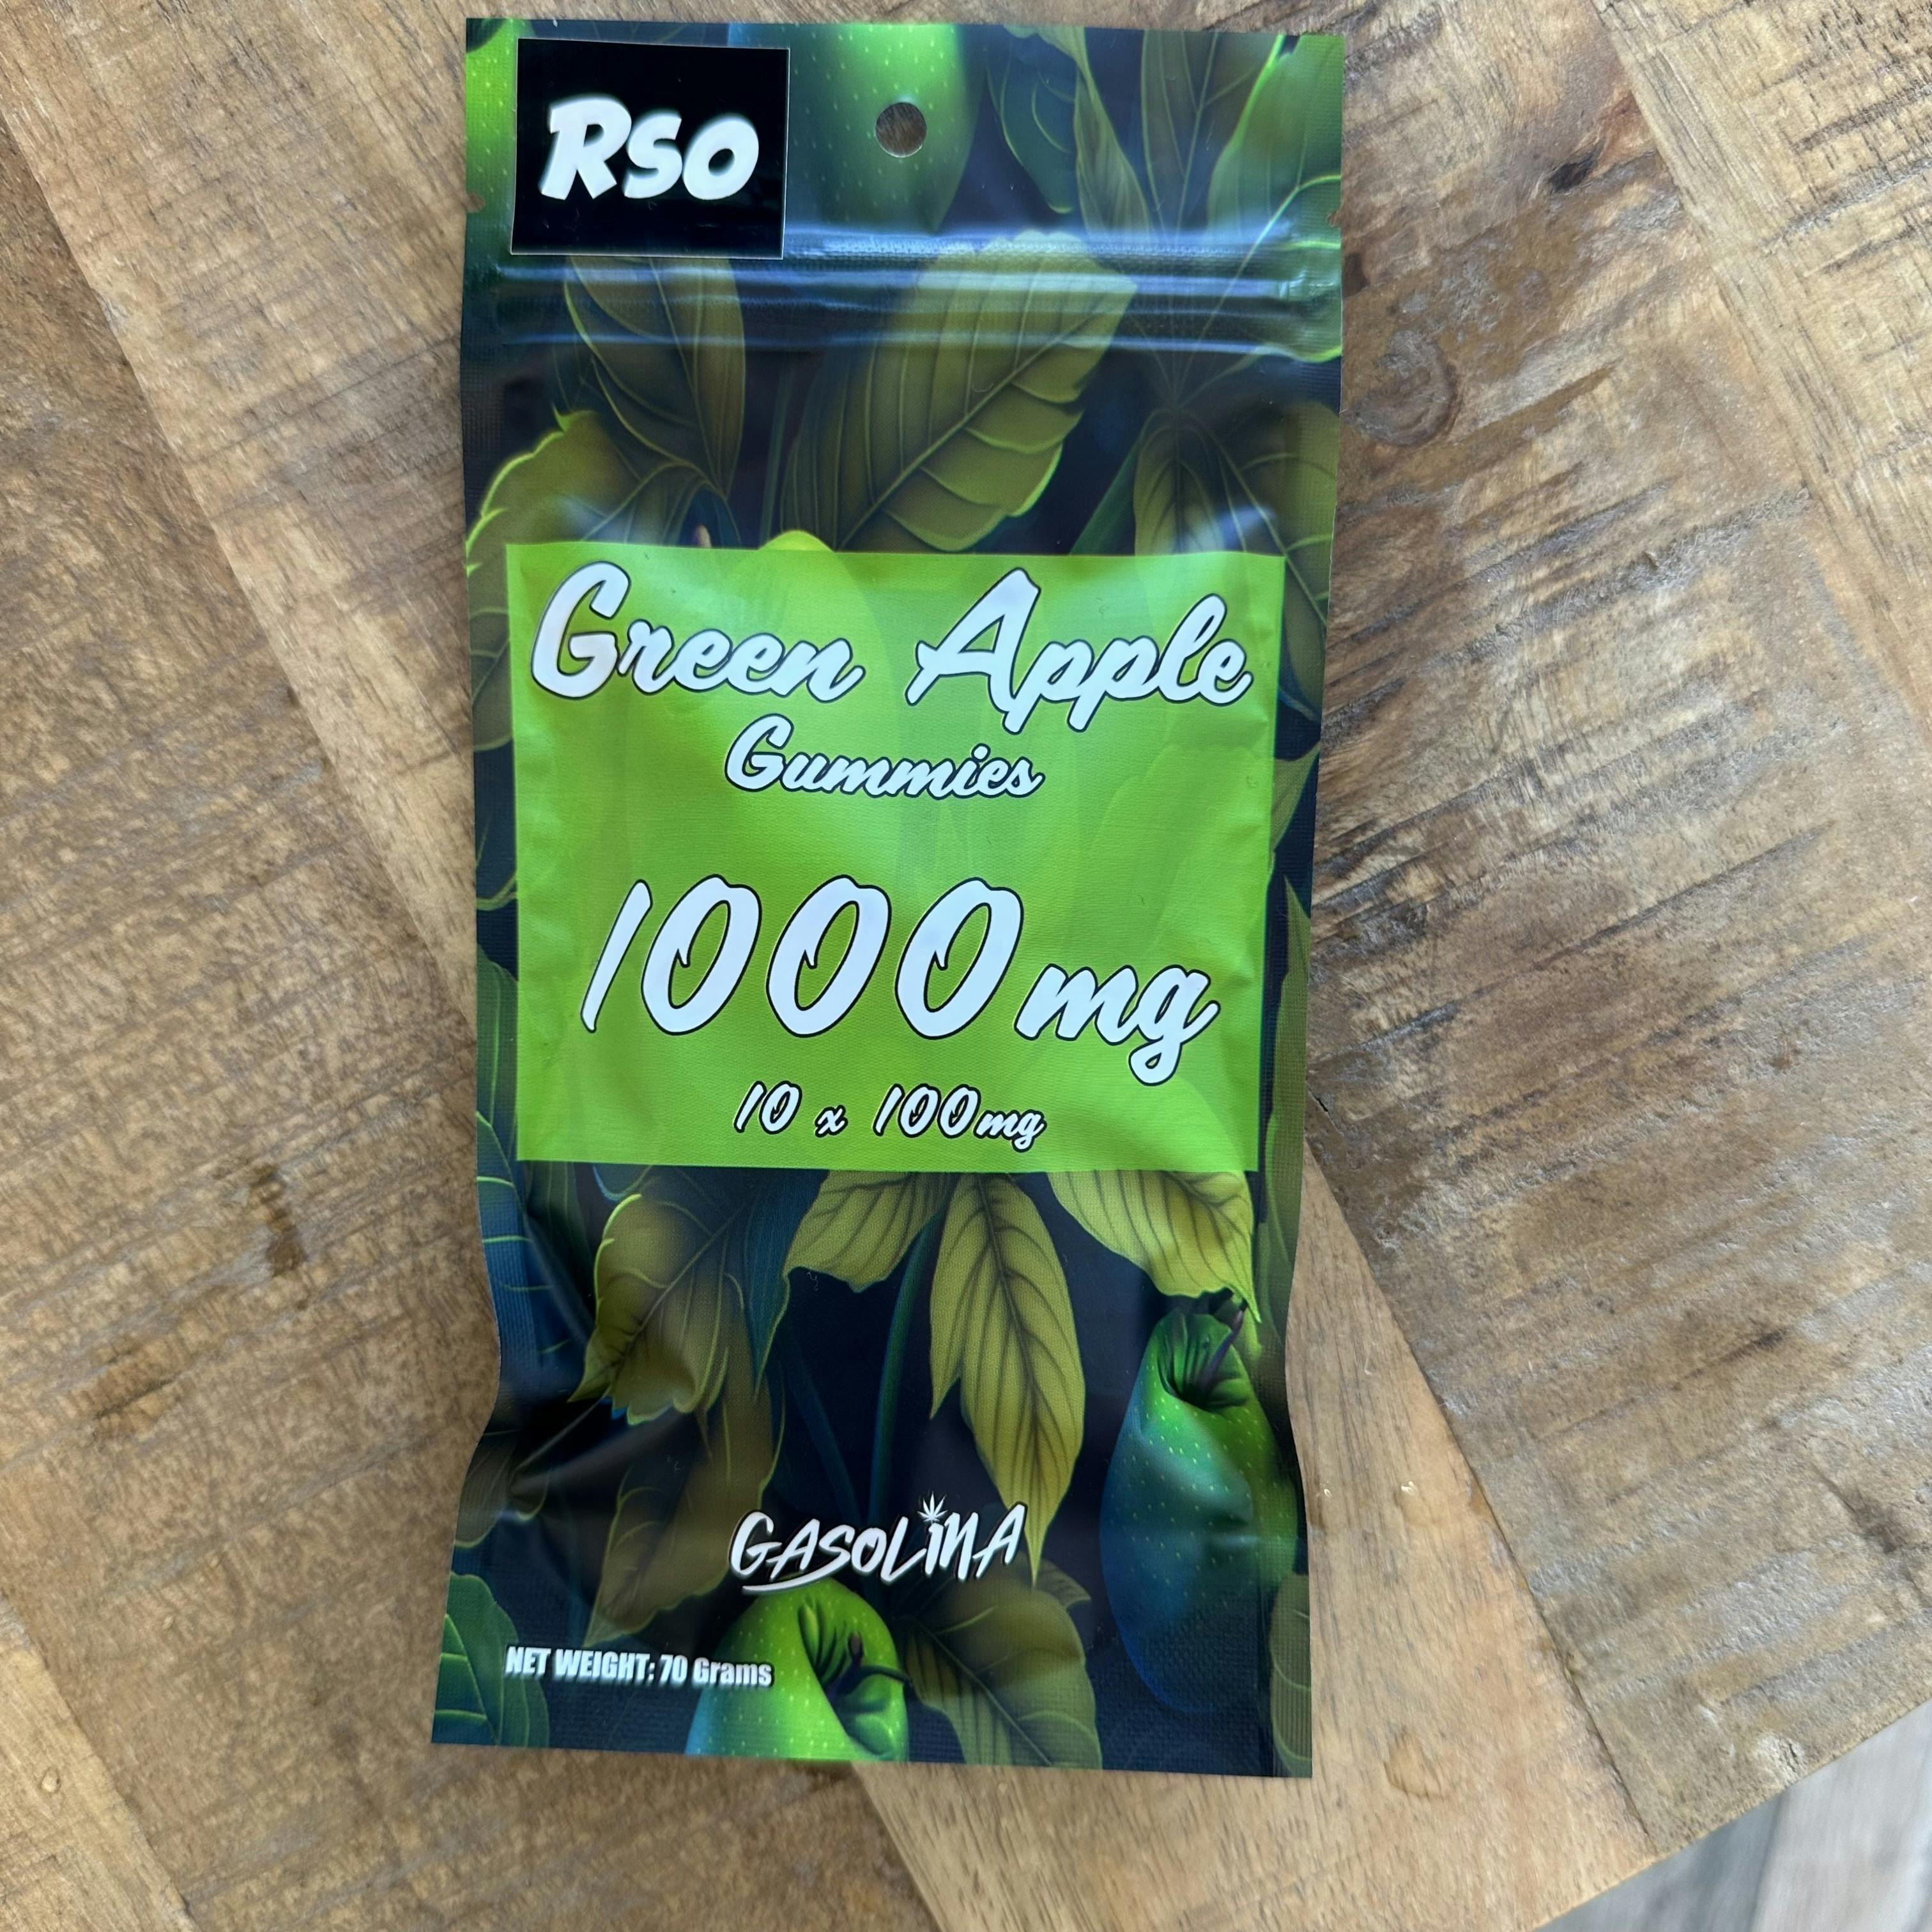 RSO
Green Apple
Gummies
1000mg
10 x 100mg
GASOLINA
NET WEIGHT: 70 Grams